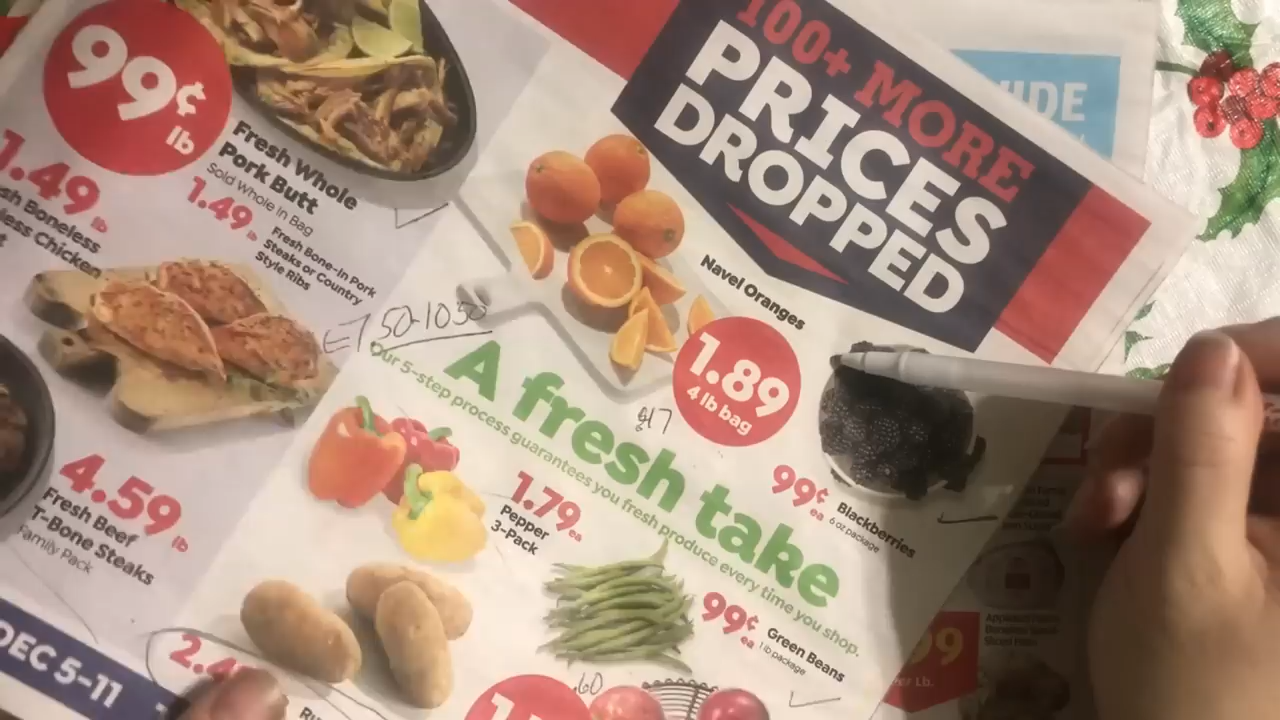 100+ MORE
PRICES
DROPPED
99¢
lb
Fresh Whole
Pork Butt
Sold Whole in Bag
1.49 lb
Fresh Bone-in Pork
Steaks or Country
Style Ribs
1.49 lb
Boneless
Chicken
4.59 lb
Fresh Beef
T-Bone Steaks
Family Pack
DEC 5-11
Navel Oranges
1.89
4 lb bag
50-1050
A fresh take
Our 5-step process guarantees you fresh produce every time you shop.
1.79 ea
Pepper
3-Pack
99¢ ea
Blackberries
6 oz package
99¢ ea
Green Beans
1 lb package
.60
Per Lb.